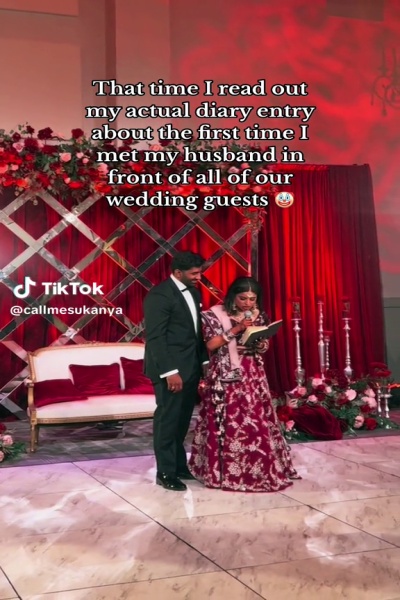 That time I read out
my actual diary entry
about the first time I
met my husband in
front of all of our
wedding guests 🤡
TikTok
@callmesukanya